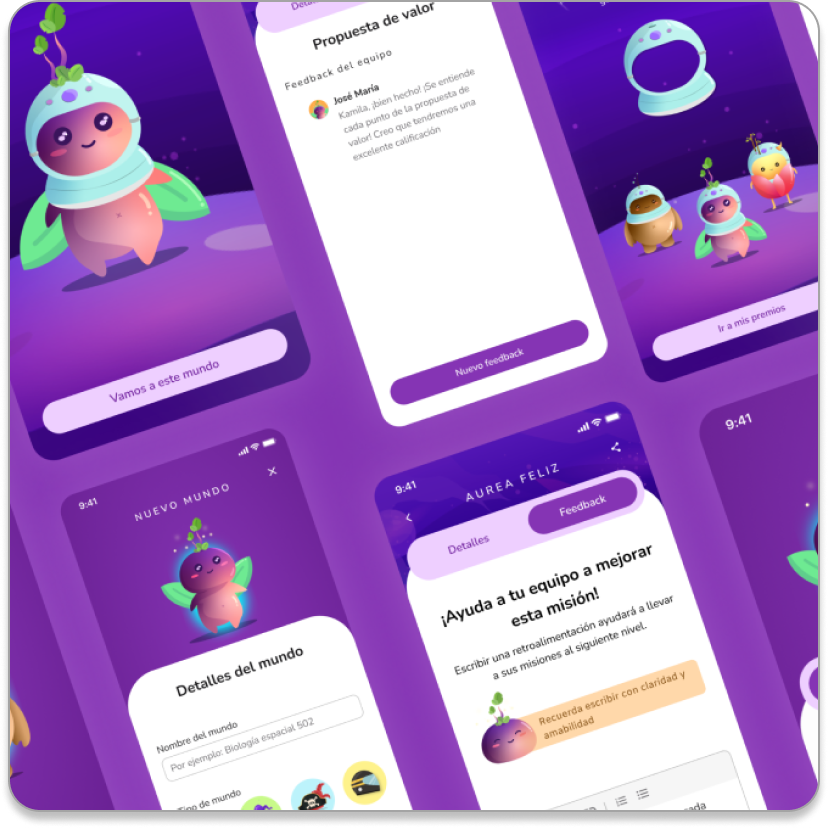 Propuesta de valor
Feedback del equipo
José María
Kamila, ¡bien hecho! ¡Se entiende
cada punto de la propuesta de
valor! Creo que tendremos una
excelente calificación
Nuevo feedback
Vamos a este mundo
Ir a mis premios
9:41
NUEVO MUNDO
Detalles del mundo
Nombre del mundo
Por ejemplo: Biología espacial 502
Tipo de mundo
9:41
AUREA FELIZ
Detalles
Feedback
¡Ayuda a tu equipo a mejorar
esta misión!
Escribir una retroalimentación ayudará a llevar
a sus misiones al siguiente nivel.
Recuerda escribir con claridad y
amabilidad
9:41